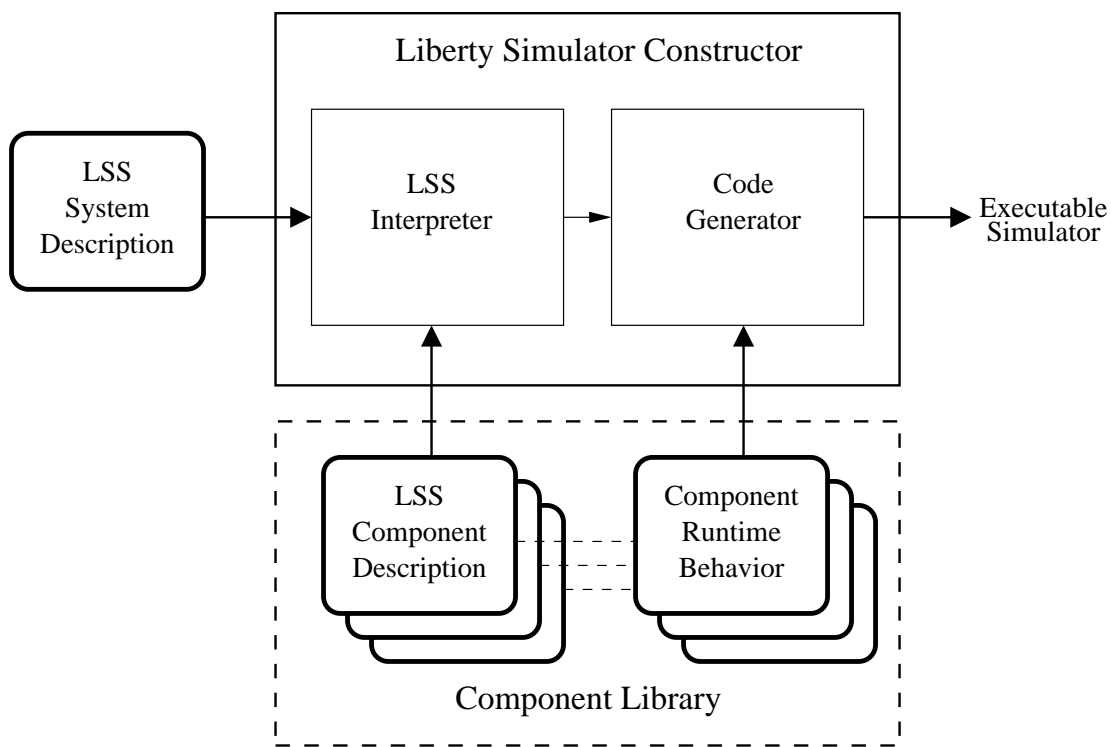 Liberty Simulator Constructor
LSS
System
Description
LSS
Interpreter
Code
Generator
Executable
Simulator
LSS
Component
Description
Component
Runtime
Behavior
Component Library